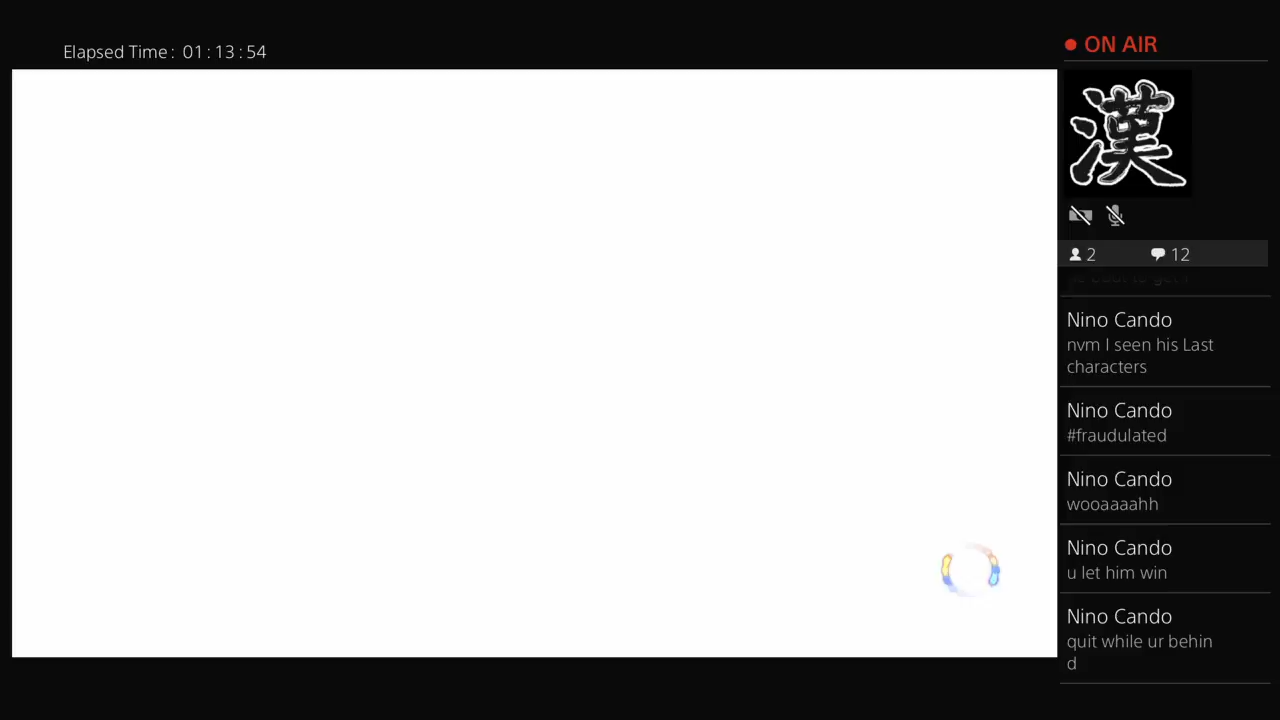 Elapsed Time: 01:13:54
ON AIR
漢
2 12
Nino Cando
nvm I seen his Last
characters
Nino Cando
#fraudulated
Nino Cando
wooaaaahh
Nino Cando
u let him win
Nino Cando
quit while ur behin
d